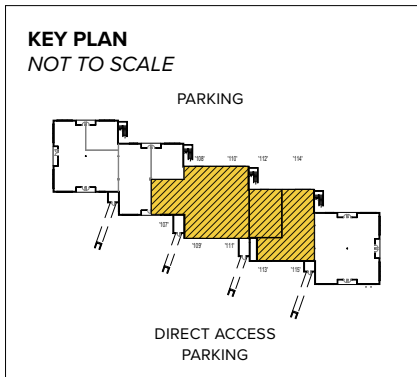 KEY PLAN
NOT TO SCALE
PARKING
'108' '110' '112' '114'
'107'
'109' '111'
'113' '115'
DIRECT ACCESS
PARKING